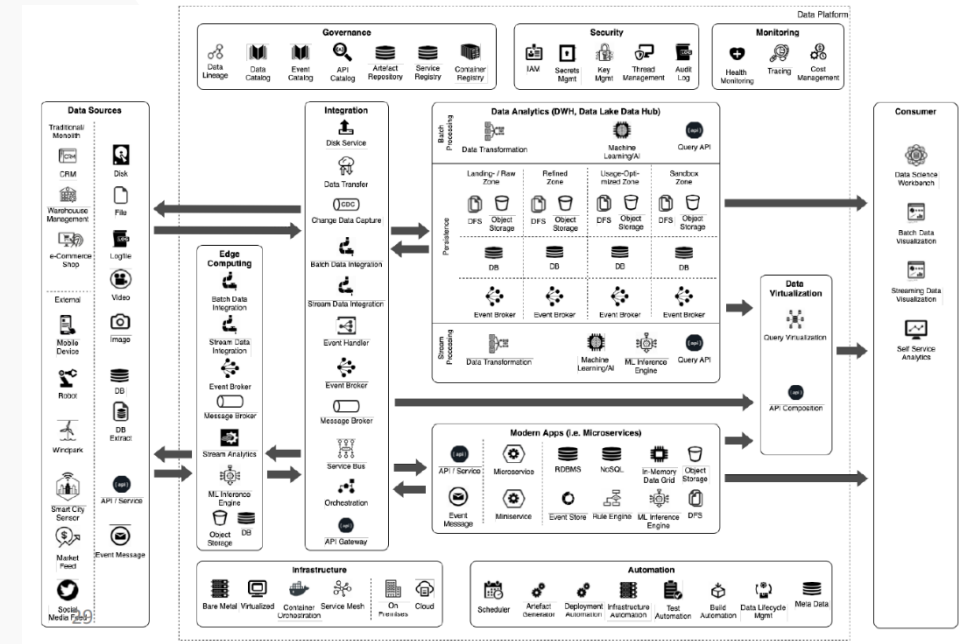 Data Platform
Governance
Data
Lineage
Data
Catalog
Event
Catalog
API
Catalog
Artefact
Repository
Service
Registry
Container
Registry
Security
IAM
Secrets
Mgmt
Key
Mgmt
Thread
Management
Audit
Log
Monitoring
Health
Monitoring
Tracing
Cost
Management
Data Sources
Traditional/
Monolith
CRM
Disk
Warehouse
Management
File
e-Commerce
Shop
Logfile
Video
External
Mobile
Device
Image
Robot
DB
DB
Extract
Windpark
Smart City
Sensor
API / Service
Market
Feed
Event Message
Social
Media Feed
29
Edge
Computing
Batch Data
Integration
Stream Data
Integration
Event Broker
Message Broker
Stream Analytics
ML Inference
Engine
Object
Storage
DB
Integration
Disk Service
Data Transfer
CDC
Change Data Capture
Batch Data Integration
Stream Data Integration
Event Handler
Event Broker
Message Broker
Service Bus
Orchestration
API Gateway
Data Analytics (DWH, Data Lake Data Hub)
Batch
Processing
Data Transformation
Machine
Learning/AI
Query API
Persistence
Landing- / Raw
Zone
Refined
Zone
Usage-Opti-
mized Zone
Sandbox
Zone
DFS
Object
Storage
DFS
Object
Storage
DFS
Object
Storage
DFS
Object
Storage
DB
DB
DB
DB
Event Broker
Event Broker
Event Broker
Event Broker
Stream
Processing
Data Transformation
Machine
Learning/AI
ML Inference
Engine
Query API
Modern Apps (i.e. Microservices)
API / Service
Microservice
RDBMS
NoSQL
In-Memory
Data Grid
Object
Storage
Event
Message
Miniservice
Event Store
Rule Engine
ML Inference
Engine
DFS
Data
Virtualization
Query Virtualization
API Composition
Consumer
Data Science
Workbench
Batch Data
Visualization
Streaming Data
Visualization
Self Service
Analytics
Infrastructure
Bare Metal
Virtualized
Container
Orchestration
Service Mesh
On
Premises
Cloud
Automation
Scheduler
Artefact
Generator
Deployment
Automation
Infrastructure
Automation
Test
Automation
Build
Automation
Data Lifecycle
Mgmt
Meta Data